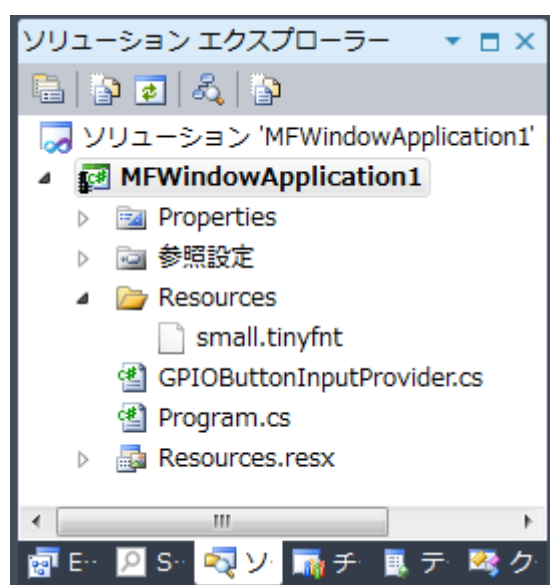 ソリューション エクスプローラー
ソリューション 'MFWindowApplication1'
MFWindowApplication1
Properties
参照設定
Resources
small.tinyfnt
GPIOButtonInputProvider.cs
Program.cs
Resources.resx
E·· S·· ソ· チ· テ· ク